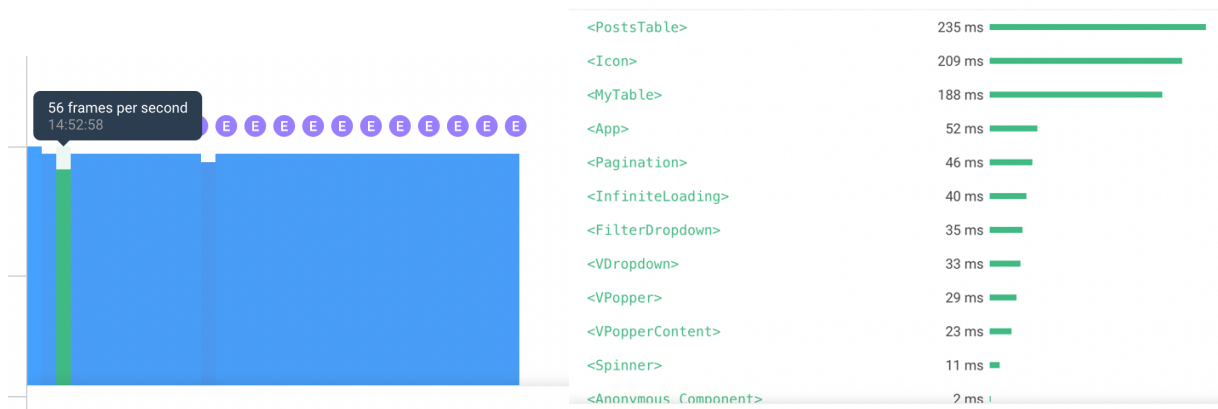 56 frames per second
14:52:58
E E E E E E E E E E E
<PostsTable> 235 ms
<Icon> 209 ms
<MyTable> 188 ms
<App> 52 ms
<Pagination> 46 ms
<InfiniteLoading> 40 ms
<FilterDropdown> 35 ms
<VDropdown> 33 ms
<VPopper> 29 ms
<VPopperContent> 23 ms
<Spinner> 11 ms
<Anonymous Component> 2 ms